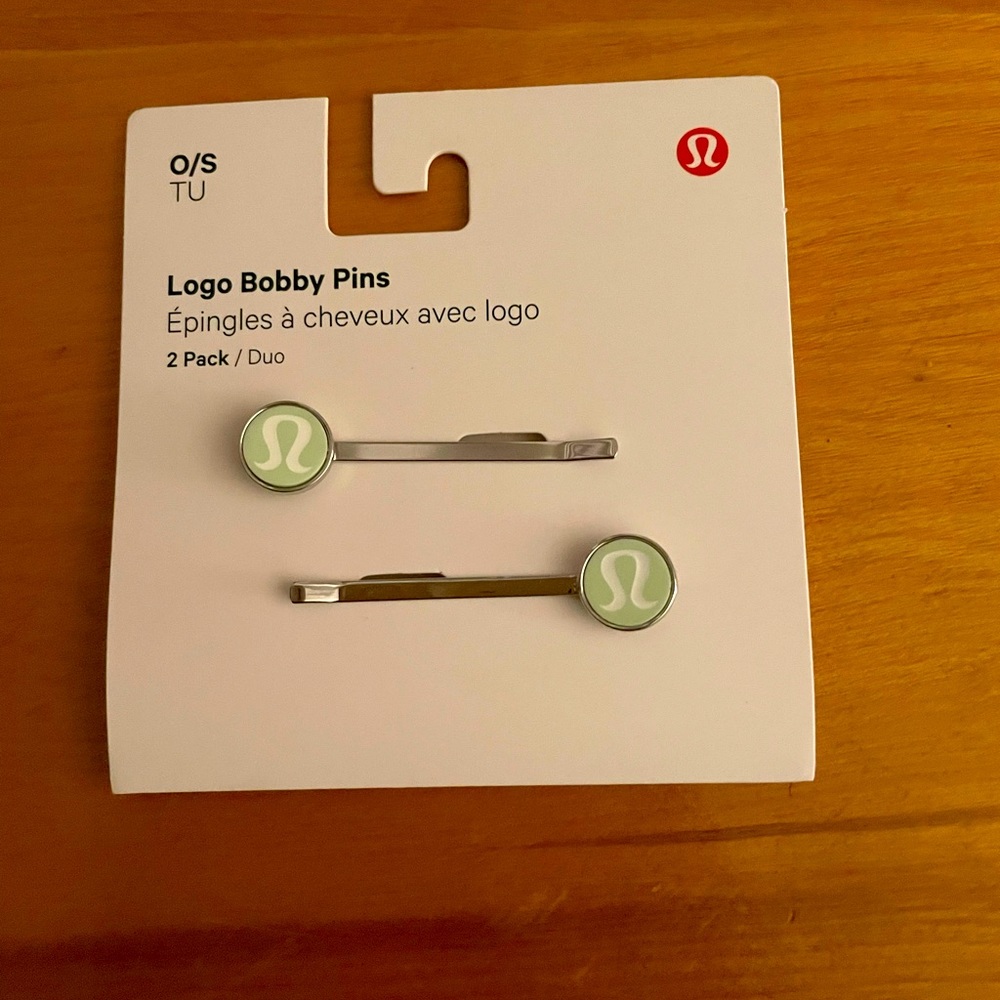 O/S
TU
Logo Bobby Pins
Épingles à cheveux avec logo
2 Pack / Duo